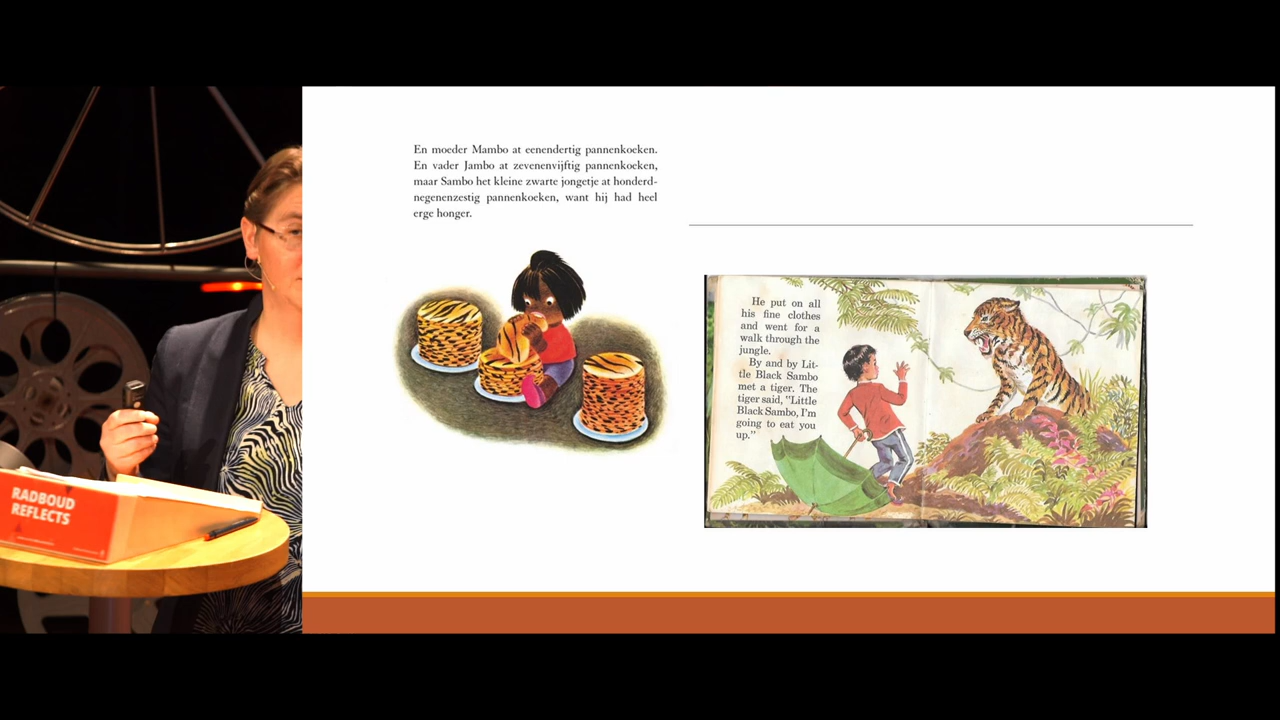 En moeder Mambo at eenendertig pannenkoeken.
En vader Jambo at zevenenvijftig pannenkoeken,
maar Sambo het kleine zwarte jongetje at honderd-
negenenzestig pannenkoeken, want hij had heel
erge honger.
He put on all
his fine clothes
and went for a
walk through the
jungle.
By and by Lit-
tle Black Sambo
met a tiger. The
tiger said, "Little
Black Sambo, I'm
going to eat you
up."
RADBOUD
REFLECTS